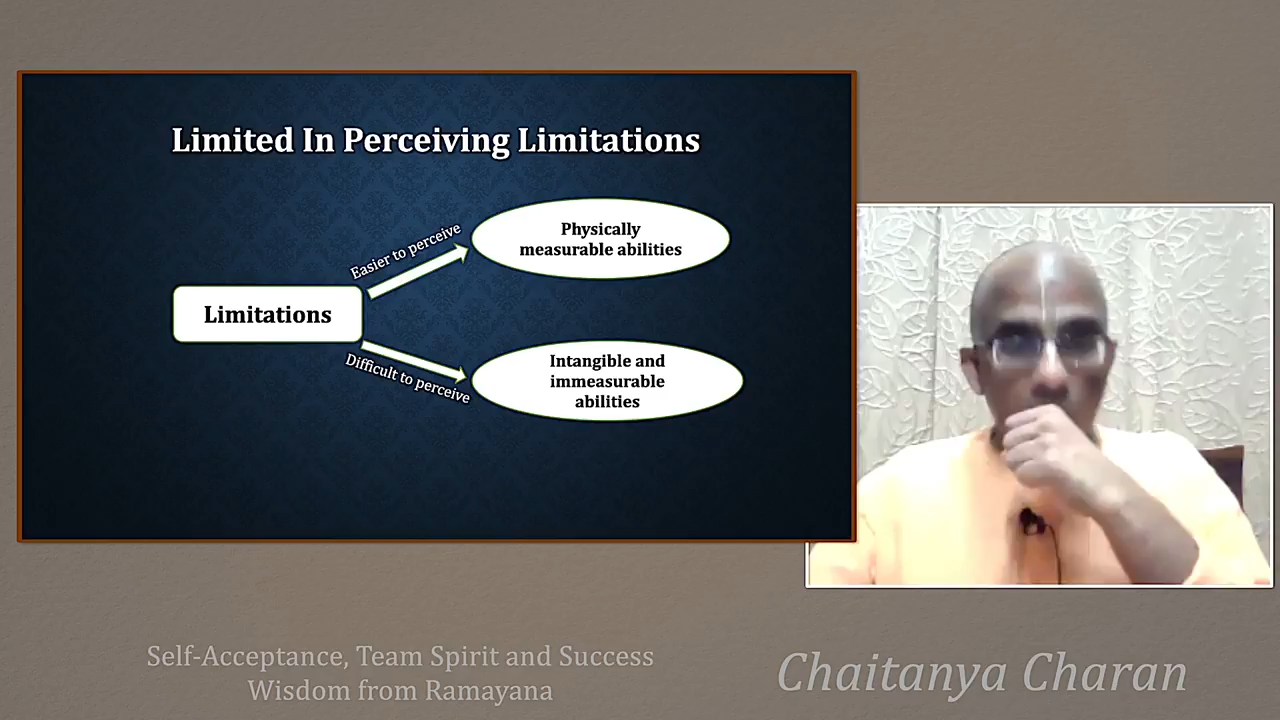 Limited In Perceiving Limitations
Easier to perceive
Physically
measurable abilities
Limitations
Difficult to perceive
Intangible and
immeasurable
abilities
Self-Acceptance, Team Spirit and Success
Wisdom from Ramayana
Chaitanya Charan